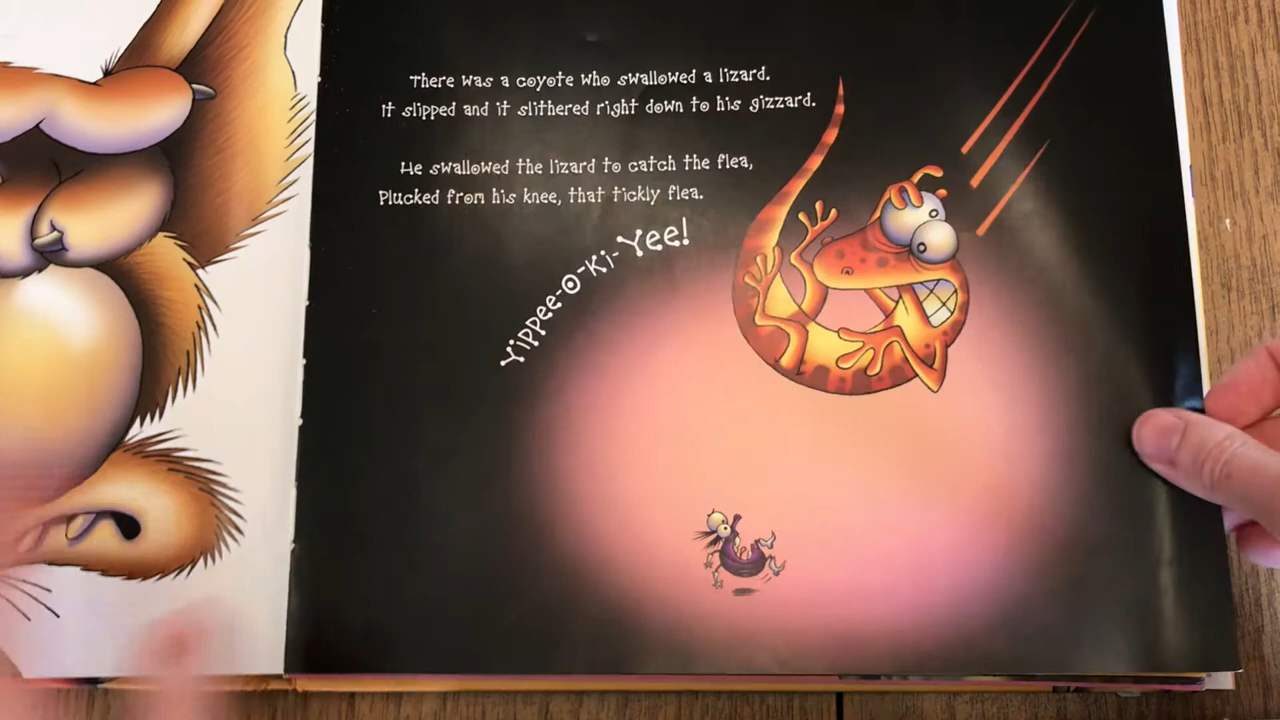 There was a coyote who swallowed a lizard.
It slipped and it slithered right down to his gizzard.
He swallowed the lizard to catch the flea,
Plucked from his knee, that tickly flea.
Yippee-O-Ki-Yee!